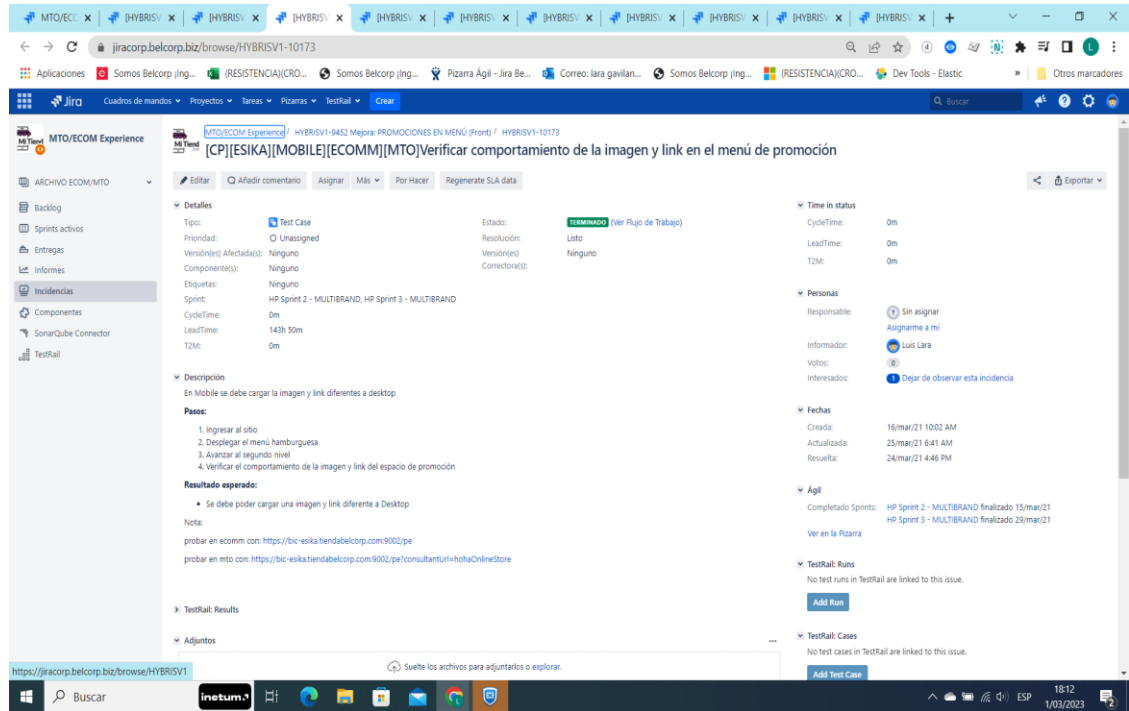 MTO/ECC
[HYBRISV
[HYBRISV
[HYBRISV
[HYBRISV
[HYBRISV
[HYBRISV
[HYBRISV
[HYBRISV
[HYBRISV
[HYBRISV
jiracorp.belcorp.biz/browse/HYBRISV1-10173
Aplicaciones
Somos Belcorp ¡Ing...
(RESISTENCIA)(CRO...
Somos Belcorp ¡Ing...
Pizarra Ágil - Jira Be...
Correo: lara gavilan...
Somos Belcorp ¡Ing...
(RESISTENCIA)(CRO...
Dev Tools - Elastic
»
Otros marcadores
Jira
Cuadros de mandos
Proyectos
Tareas
Pizarras
TestRail
Crear
Buscar
Mi Tiend
MTO/ECOM Experience
ARCHIVO ECOM/MTO
Backlog
Sprints activos
Entregas
Informes
Incidencias
Componentes
SonarQube Connector
TestRail
Mi Tiend
MTO/ECOM Experience / HYBRISV1-9452 Mejora: PROMOCIONES EN MENÚ (Front) / HYBRISV1-10173
[CP][ESIKA][MOBILE][ECOMM][MTO]Verificar comportamiento de la imagen y link en el menú de promoción
Editar
Añadir comentario
Asignar
Más
Por Hacer
Regenerate SLA data
Exportar
Detalles
Tipo: Test Case
Estado: TERMINADO (Ver Flujo de Trabajo)
Prioridad: Unassigned
Resolución: Listo
Versión(es) Afectada(s): Ninguno
Versión(es) Correctora(s): Ninguno
Componente(s): Ninguno
Etiquetas: Ninguno
Sprint: HP Sprint 2 - MULTIBRAND, HP Sprint 3 - MULTIBRAND
CycleTime: 0m
LeadTime: 143h 50m
T2M: 0m
Descripción
En Mobile se debe cargar la imagen y link diferentes a desktop
Pasos:
1. Ingresar al sitio
2. Desplegar el menú hamburguesa
3. Avanzar al segundo nivel
4. Verificar el comportamiento de la imagen y link del espacio de promoción
Resultado esperado:
• Se debe poder cargar una imagen y link diferente a Desktop
Nota:
probar en ecomm con: https://bic-esika.tiendabelcorp.com:9002/pe
probar en mto con: https://bic-esika.tiendabelcorp.com:9002/pe?consultantUrl=hohaOnlineStore
TestRail: Results
Adjuntos
Suelte los archivos para adjuntarlos o explorar.
Time in status
CycleTime: 0m
LeadTime: 0m
T2M: 0m
Personas
Responsable: Sin asignar
Asignarme a mí
Informador: Luis Lara
Votos: 0
Interesados: 1 Dejar de observar esta incidencia
Fechas
Creada: 16/mar/21 10:02 AM
Actualizada: 25/mar/21 6:41 AM
Resuelta: 24/mar/21 4:46 PM
Ágil
Completado Sprints: HP Sprint 2 - MULTIBRAND finalizado 15/mar/21
HP Sprint 3 - MULTIBRAND finalizado 29/mar/21
Ver en la Pizarra
TestRail: Runs
No test runs in TestRail are linked to this issue.
Add Run
TestRail: Cases
No test cases in TestRail are linked to this issue.
Add Test Case
https://jiracorp.belcorp.biz/browse/HYBRISV1
Buscar
inetum.
ESP
18:12
1/03/2023